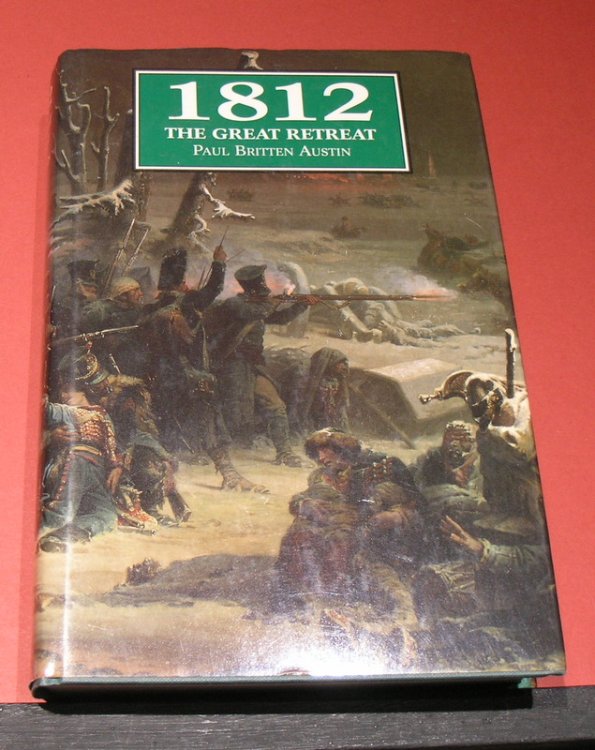 1812
THE GREAT RETREAT
PAUL BRITTEN AUSTIN